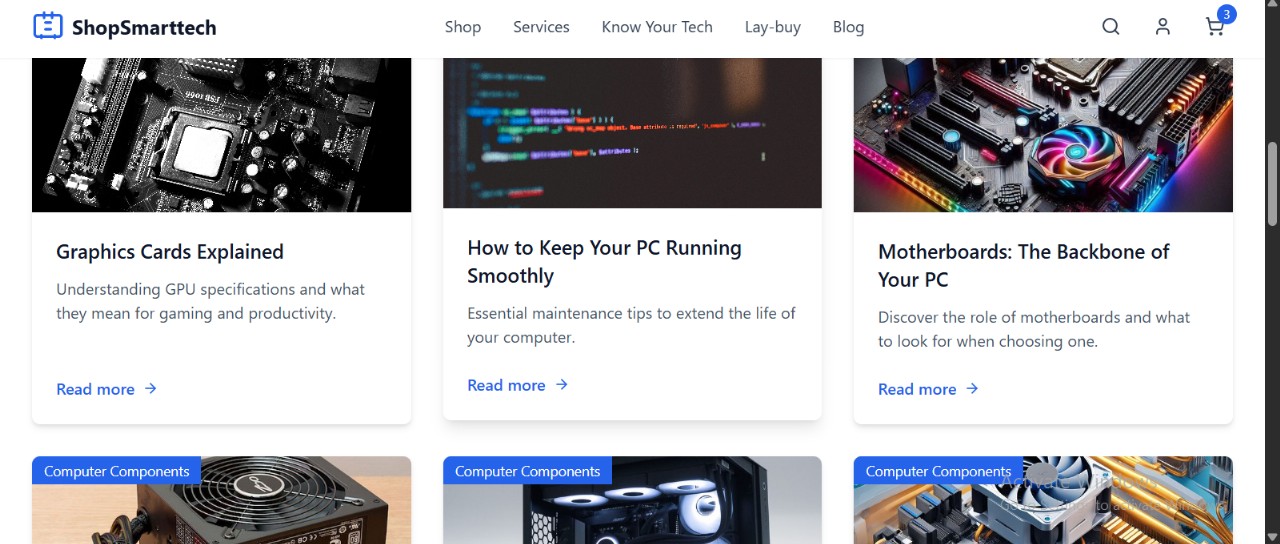 ShopSmarttech
Shop Services Know Your Tech Lay-buy Blog
3
Graphics Cards Explained
Understanding GPU specifications and what
they mean for gaming and productivity.
Read more
How to Keep Your PC Running
Smoothly
Essential maintenance tips to extend the life of
your computer.
Read more
Motherboards: The Backbone of
Your PC
Discover the role of motherboards and what
to look for when choosing one.
Read more
Computer Components
Computer Components
Computer Components
Activate Windows